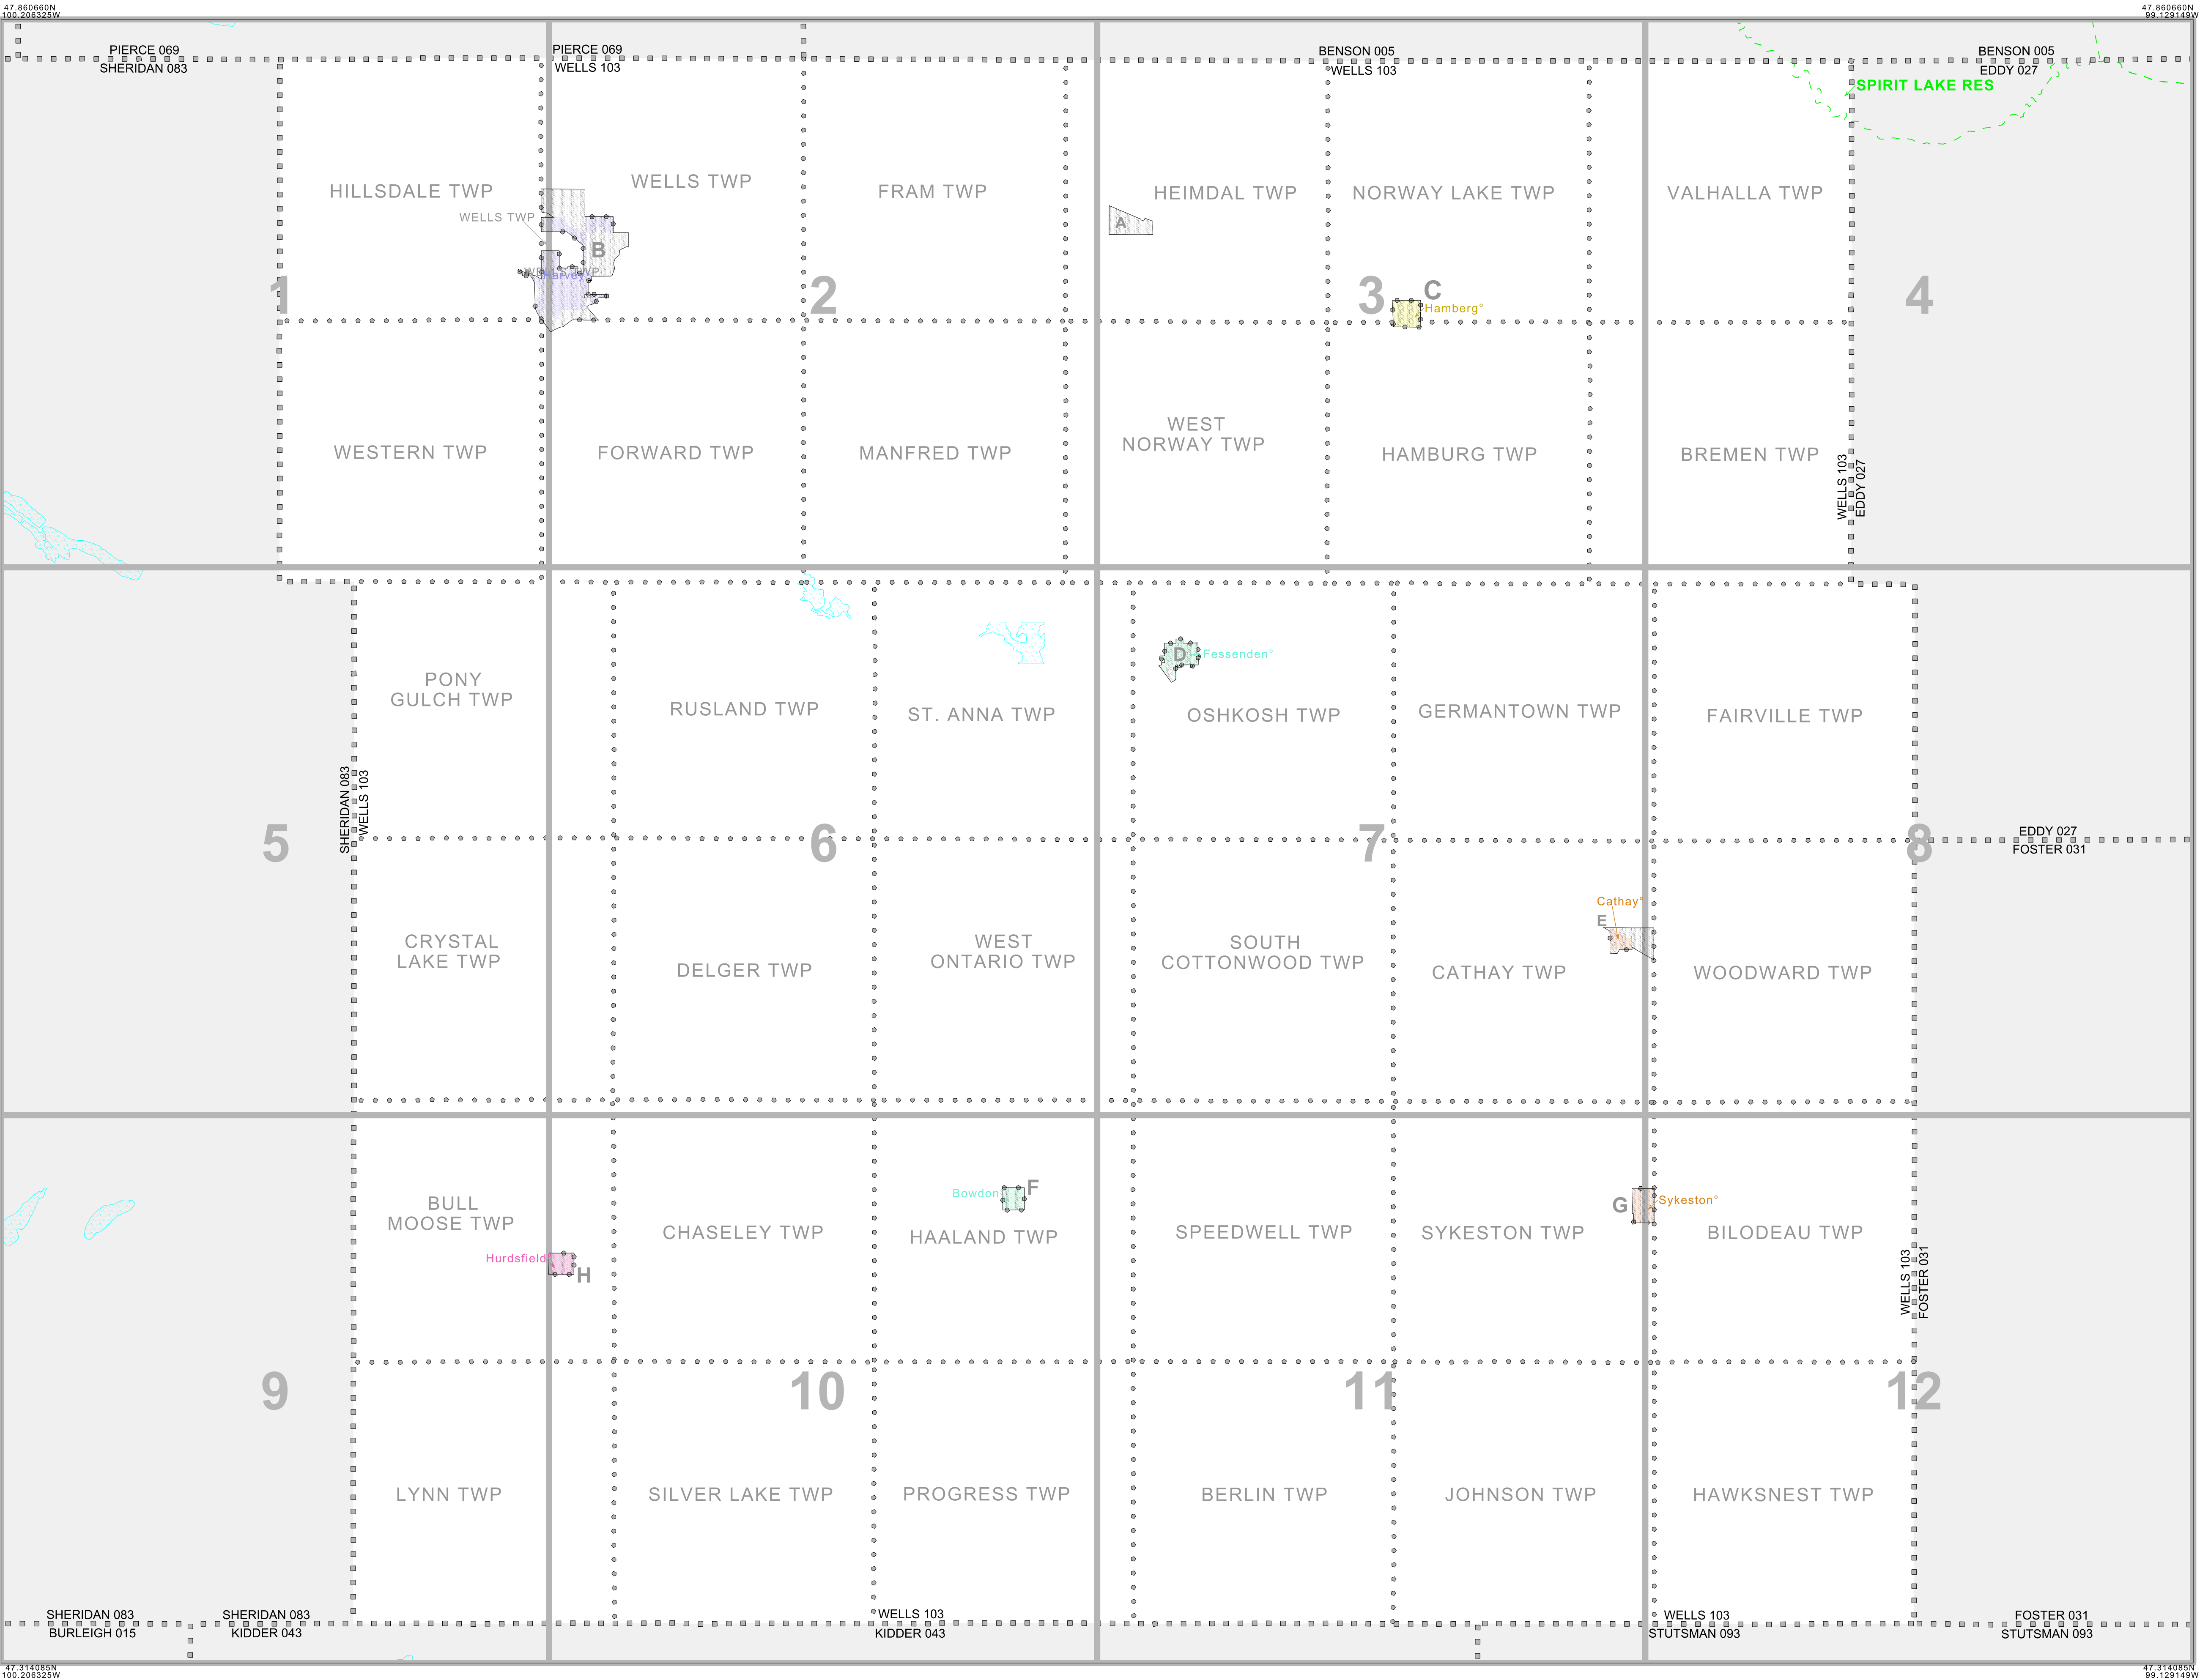 47.860660N
100.206325W
47.860660N
99.129149W
PIERCE 069
SHERIDAN 083
PIERCE 069
WELLS 103
BENSON 005
WELLS 103
BENSON 005
EDDY 027
SPIRIT LAKE RES
HILLSDALE TWP
WELLS TWP
FRAM TWP
HEIMDAL TWP
NORWAY LAKE TWP
VALHALLA TWP
WELLS TWP
A
B
WELLS TWP
Harvey
1
2
3
C
Hamberg°
4
WESTERN TWP
FORWARD TWP
MANFRED TWP
WEST
NORWAY TWP
HAMBURG TWP
BREMEN TWP
WELLS 103
EDDY 027
D
Fessenden°
PONY
GULCH TWP
RUSLAND TWP
ST. ANNA TWP
OSHKOSH TWP
GERMANTOWN TWP
FAIRVILLE TWP
SHERIDAN 083
WELLS 103
5
6
7
8
EDDY 027
FOSTER 031
Cathay°
E
CRYSTAL
LAKE TWP
DELGER TWP
WEST
ONTARIO TWP
SOUTH
COTTONWOOD TWP
CATHAY TWP
WOODWARD TWP
Bowdon
F
G
Sykeston°
BULL
MOOSE TWP
CHASELEY TWP
HAALAND TWP
SPEEDWELL TWP
SYKESTON TWP
BILODEAU TWP
Hurdsfield
H
WELLS 103
FOSTER 031
9
10
11
12
LYNN TWP
SILVER LAKE TWP
PROGRESS TWP
BERLIN TWP
JOHNSON TWP
HAWKSNEST TWP
SHERIDAN 083
BURLEIGH 015
SHERIDAN 083
KIDDER 043
WELLS 103
KIDDER 043
WELLS 103
STUTSMAN 093
FOSTER 031
STUTSMAN 093
47.314085N
100.206325W
47.314085N
99.129149W